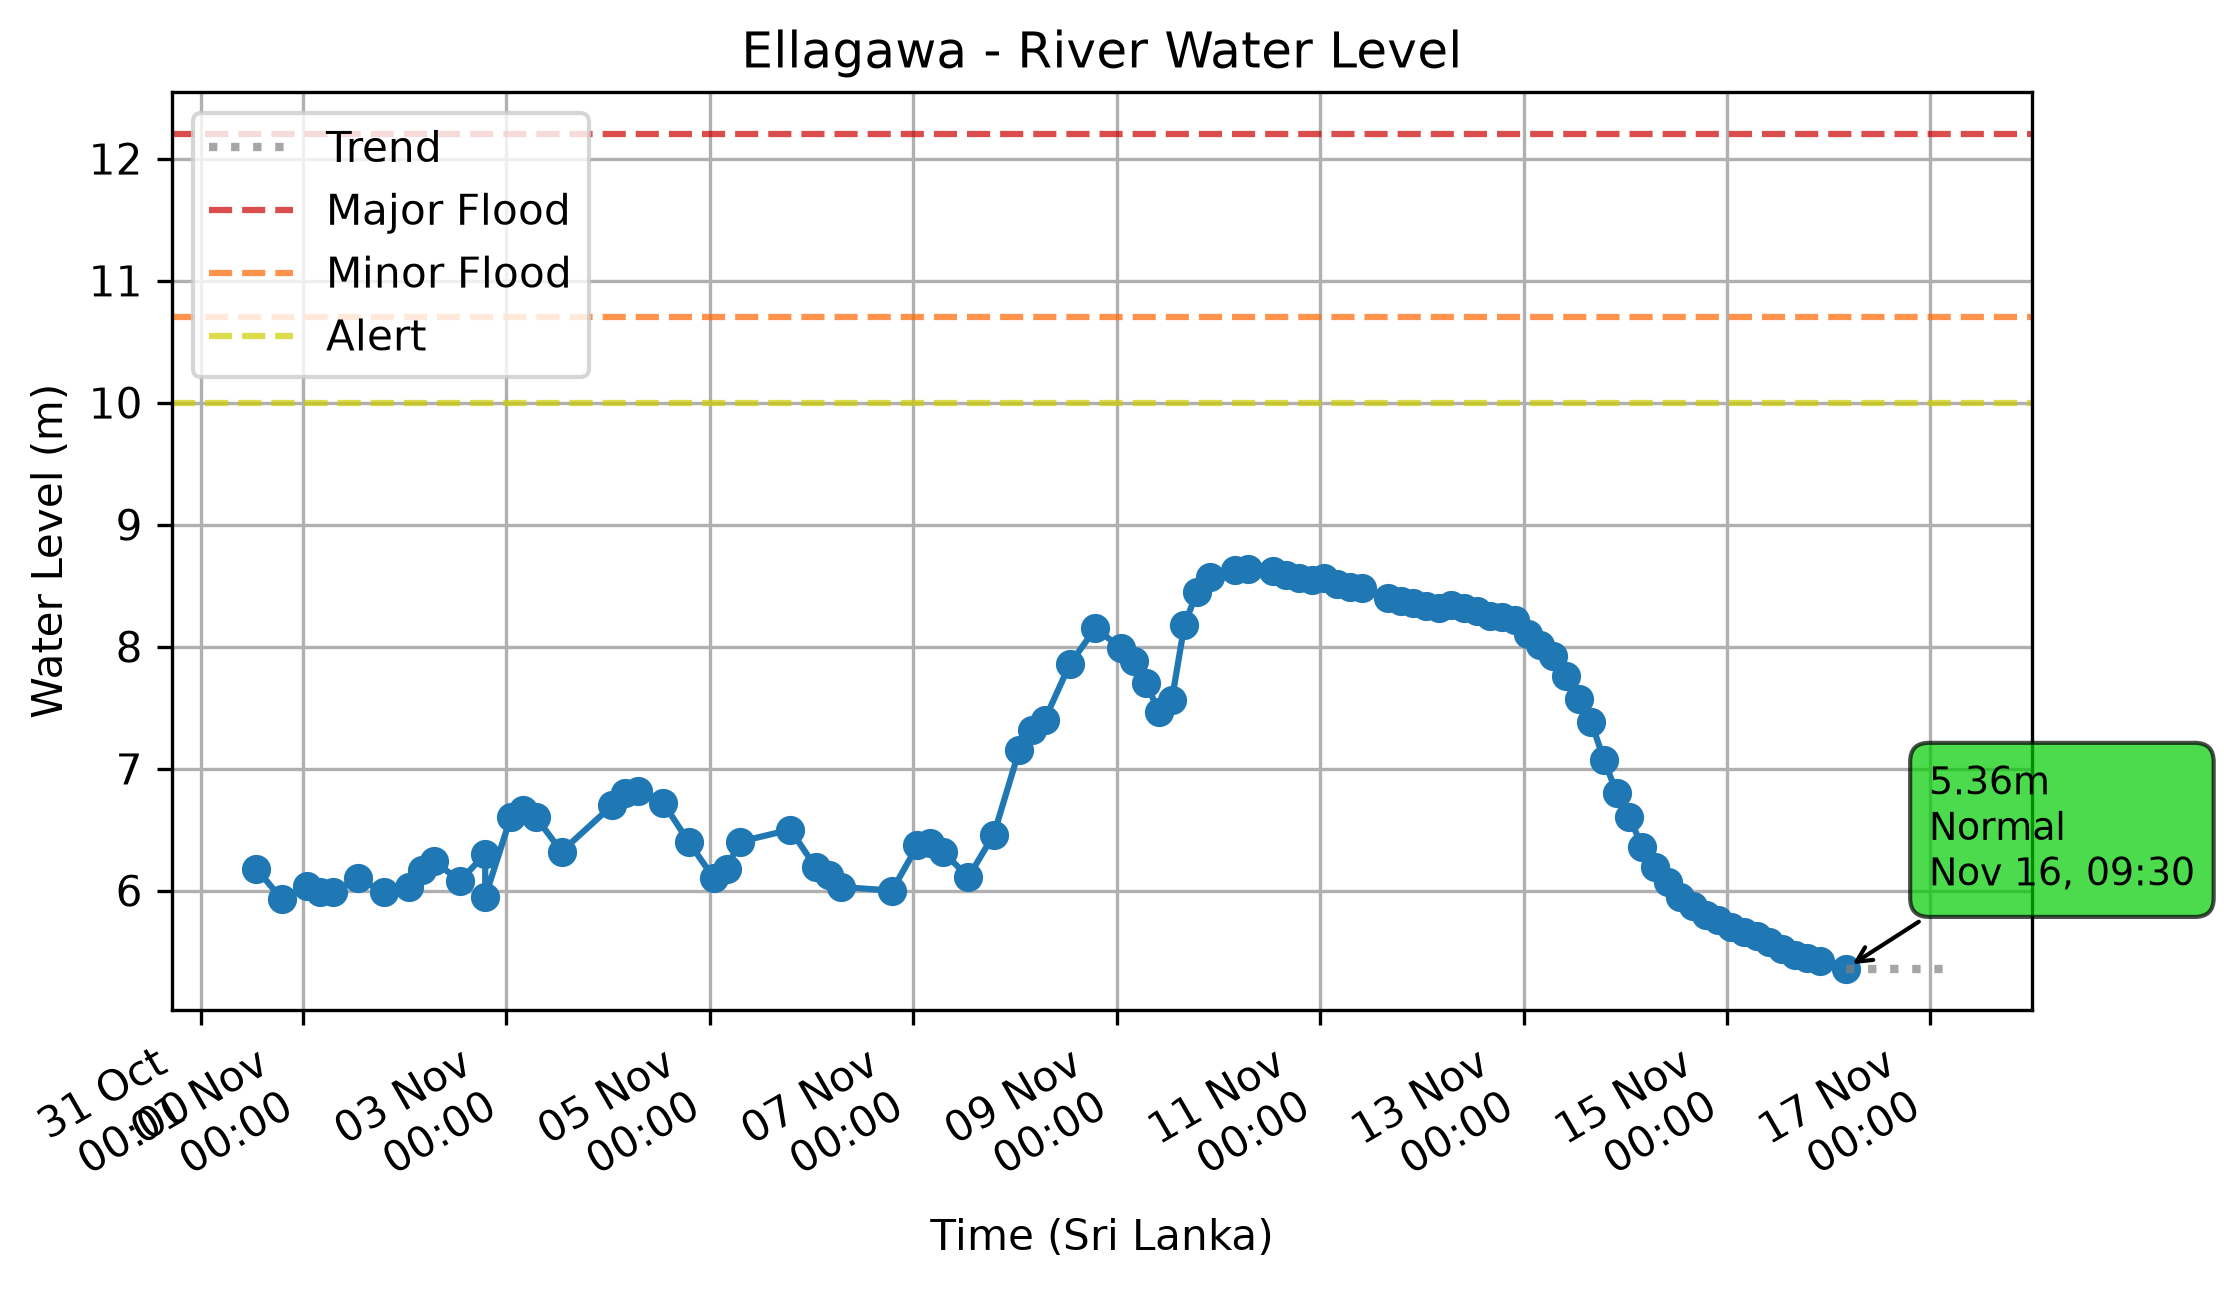 Ellagawa - River Water Level
Trend
Major Flood
Minor Flood
Alert
12
11
10
9
8
7
6
Water Level (m)
5.36m
Normal
Nov 16, 09:30
31 Oct
00:00
01 Nov
00:00
03 Nov
00:00
05 Nov
00:00
07 Nov
00:00
09 Nov
00:00
11 Nov
00:00
13 Nov
00:00
15 Nov
00:00
17 Nov
00:00
Time (Sri Lanka)